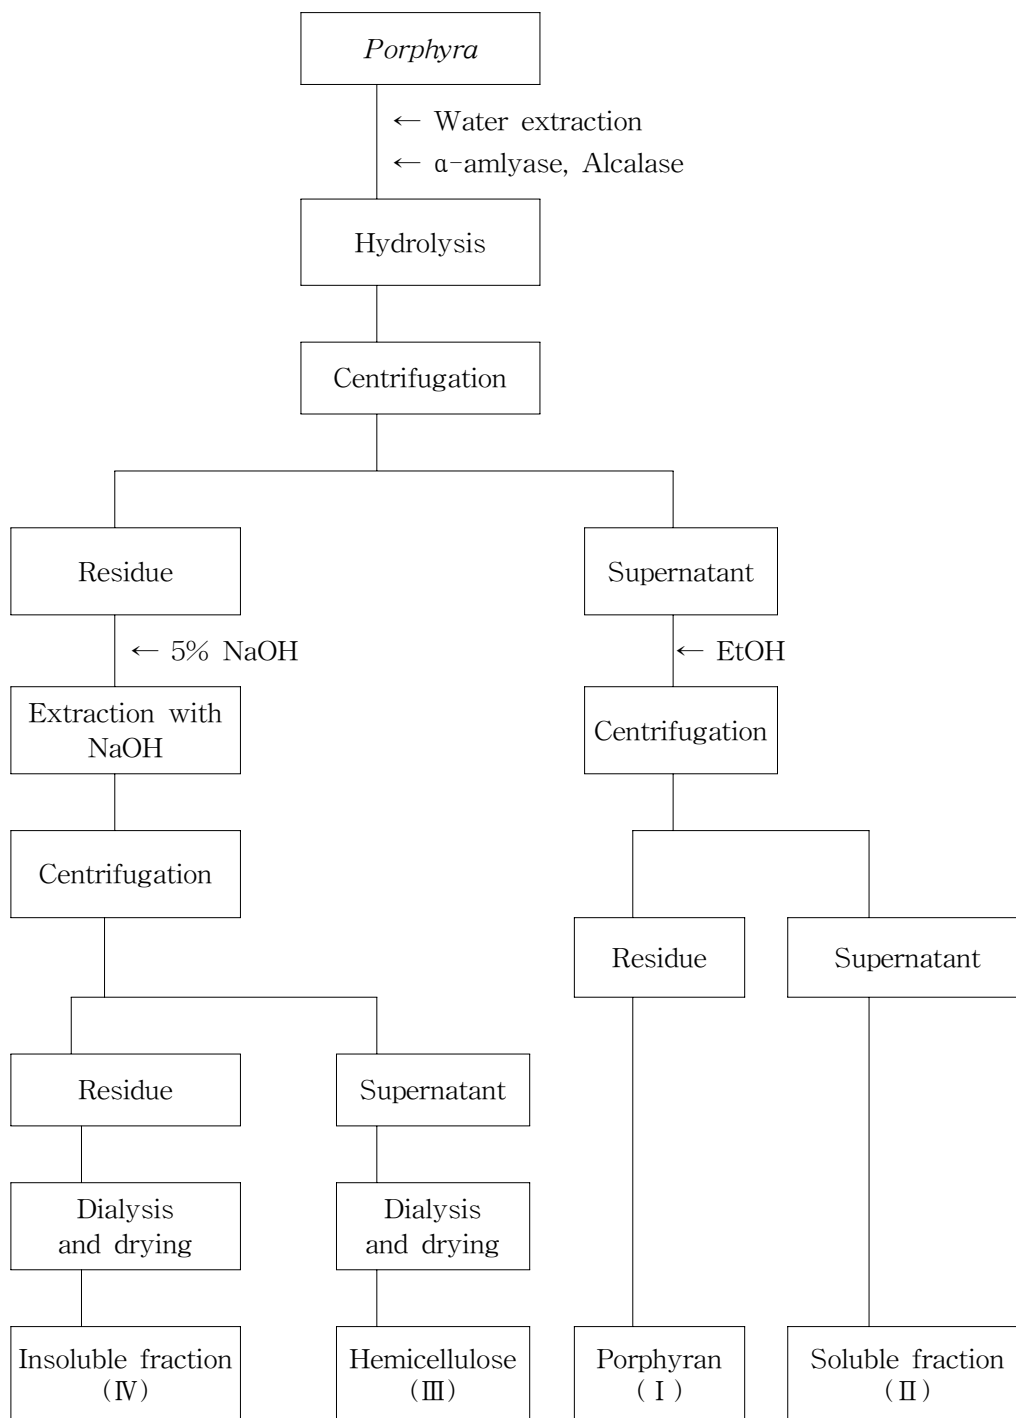 Porphyra
← Water extraction
← α-amlyase, Alcalase
Hydrolysis
Centrifugation
Residue
Supernatant
← 5% NaOH
← EtOH
Extraction with
NaOH
Centrifugation
Centrifugation
Residue
Supernatant
Residue
Supernatant
Dialysis
and drying
Dialysis
and drying
Insoluble fraction
(Ⅳ)
Hemicellulose
(Ⅲ)
Porphyran
(Ⅰ)
Soluble fraction
(Ⅱ)